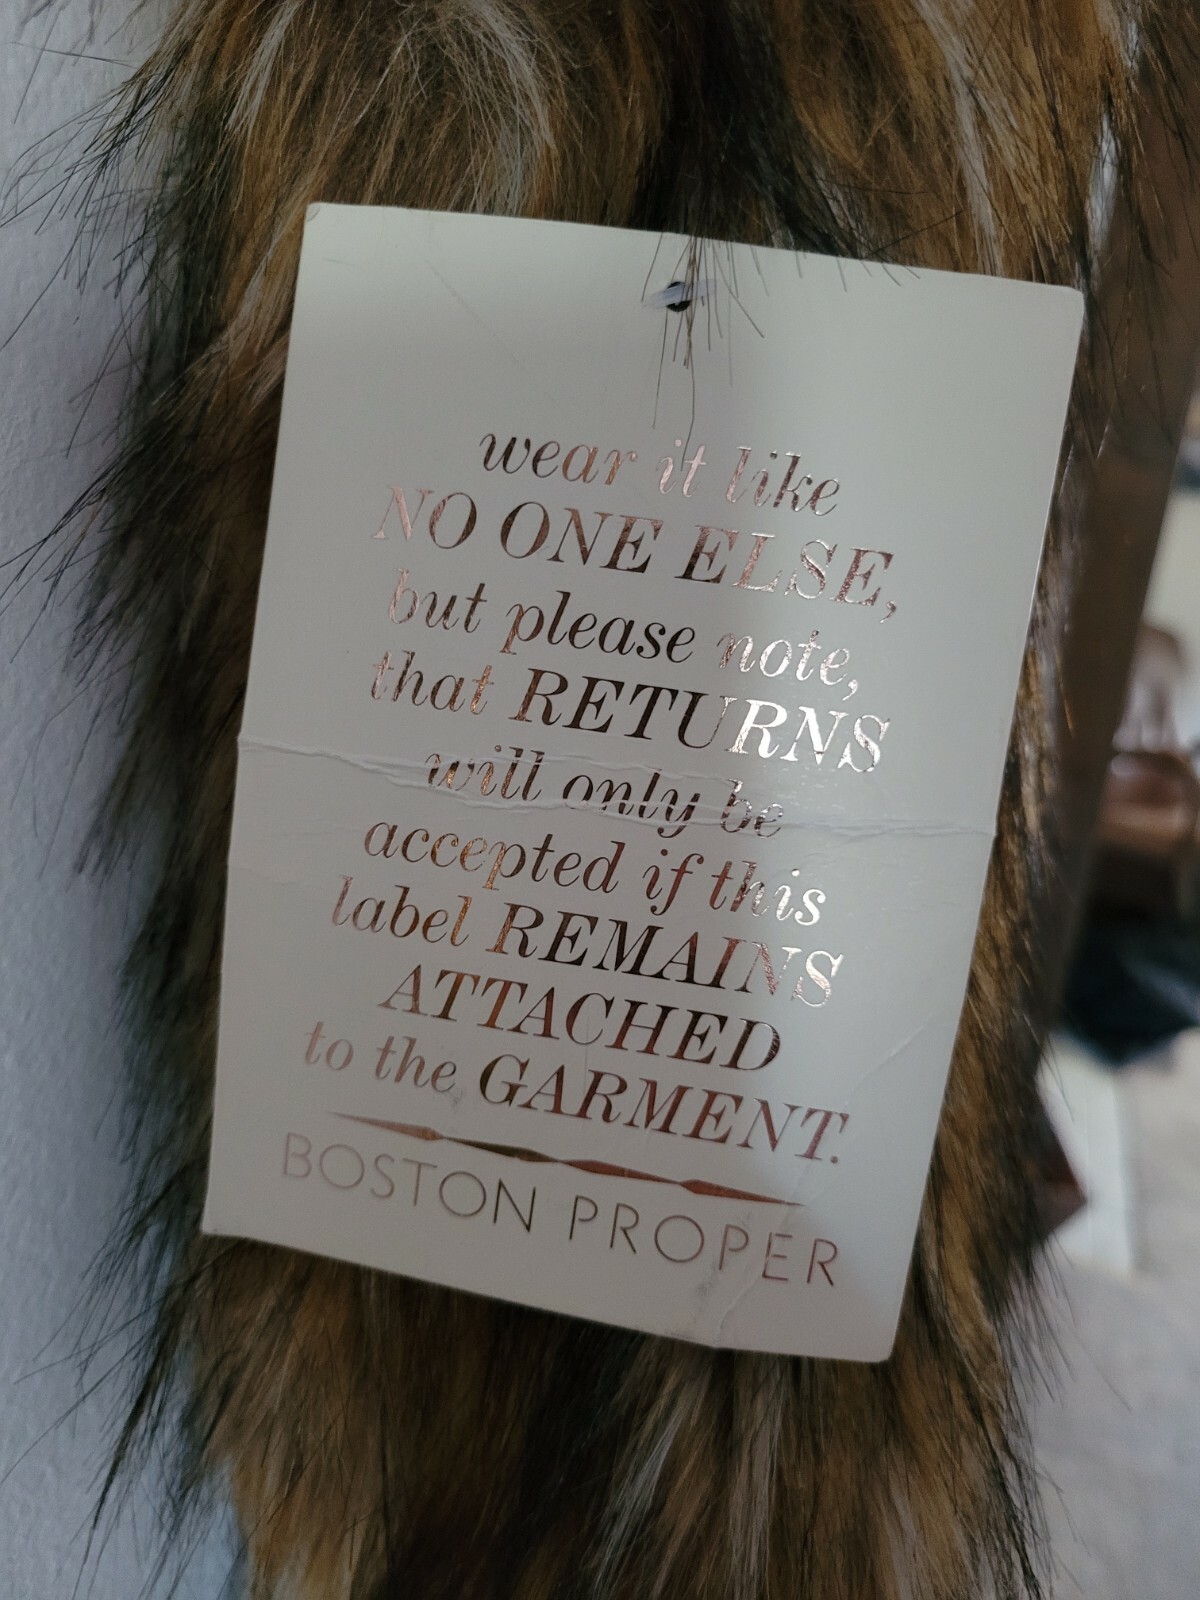 wear it like
NO ONE ELSE,
but please note,
that RETURNS
will only be
accepted if this
label REMAINS
ATTACHED
to the GARMENT.
BOSTON PROPER